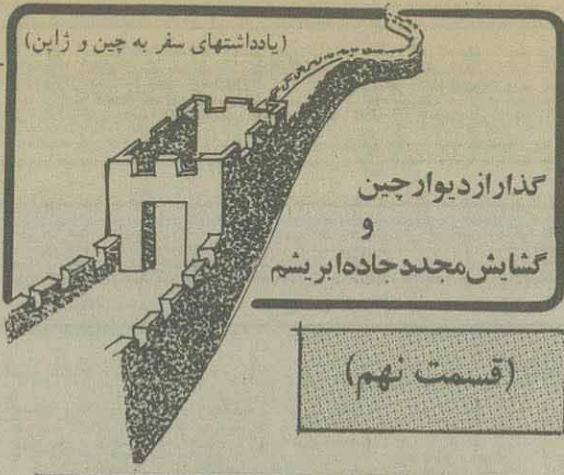 (یادداشتهای سفر به چین و ژاپن)
گذار از دیوار چین
و
گشایش مجدد جاده ابریشم
(قسمت نهم)